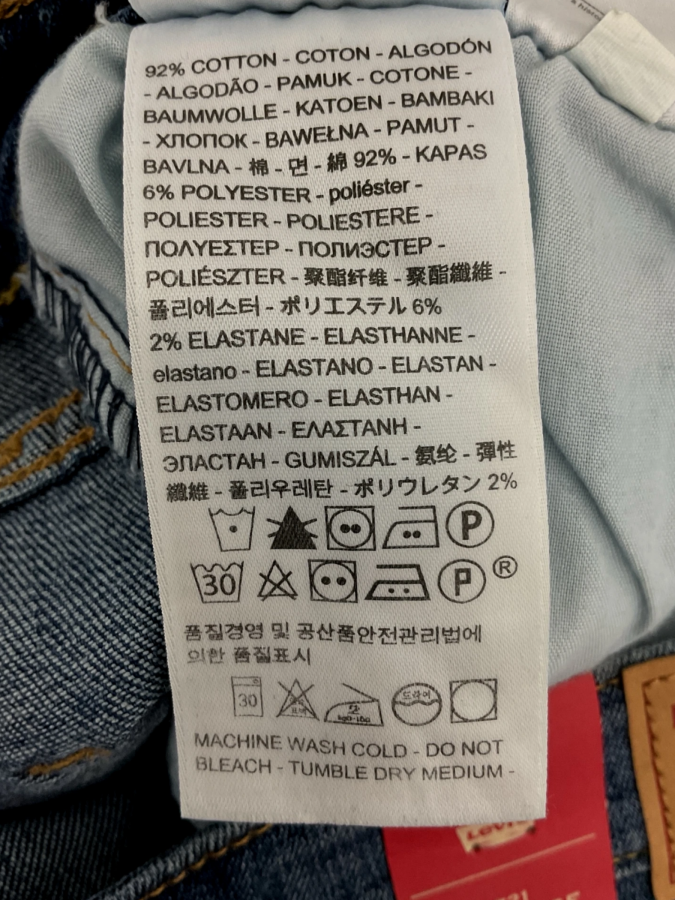 92% COTTON - COTON - ALGODÓN
- ALGODÃO - PAMUK - COTONE -
BAUMWOLLE - KATOEN - BAMBAKI
- ХЛОПОК - BAWEŁNA - PAMUT -
BAVLNA - 棉 - 면 - 綿 92% - KAPAS
6% POLYESTER - poliéster -
POLIESTER - POLIESTERE -
ΠΟΛΥΕΣΤΕΡ - ПОЛИЭСТЕР -
POLIÉSZTER - 聚酯纤维 - 聚酯纖維 -
폴리에스터 - ポリエステル 6%
2% ELASTANE - ELASTHANNE -
elastano - ELASTANO - ELASTAN -
ELASTOMERO - ELASTHAN -
ELASTAAN - ΕΛΑΣΤΑΝΗ -
ЭЛАСТАН - GUMISZÁL - 氨纶 - 彈性
纖維 - 폴리우레탄 - ポリウレタン 2%
P
30 P ®
품질경영 및 공산품안전관리법에
의한 품질표시
30 드라이
MACHINE WASH COLD - DO NOT
BLEACH - TUMBLE DRY MEDIUM -
Levi's